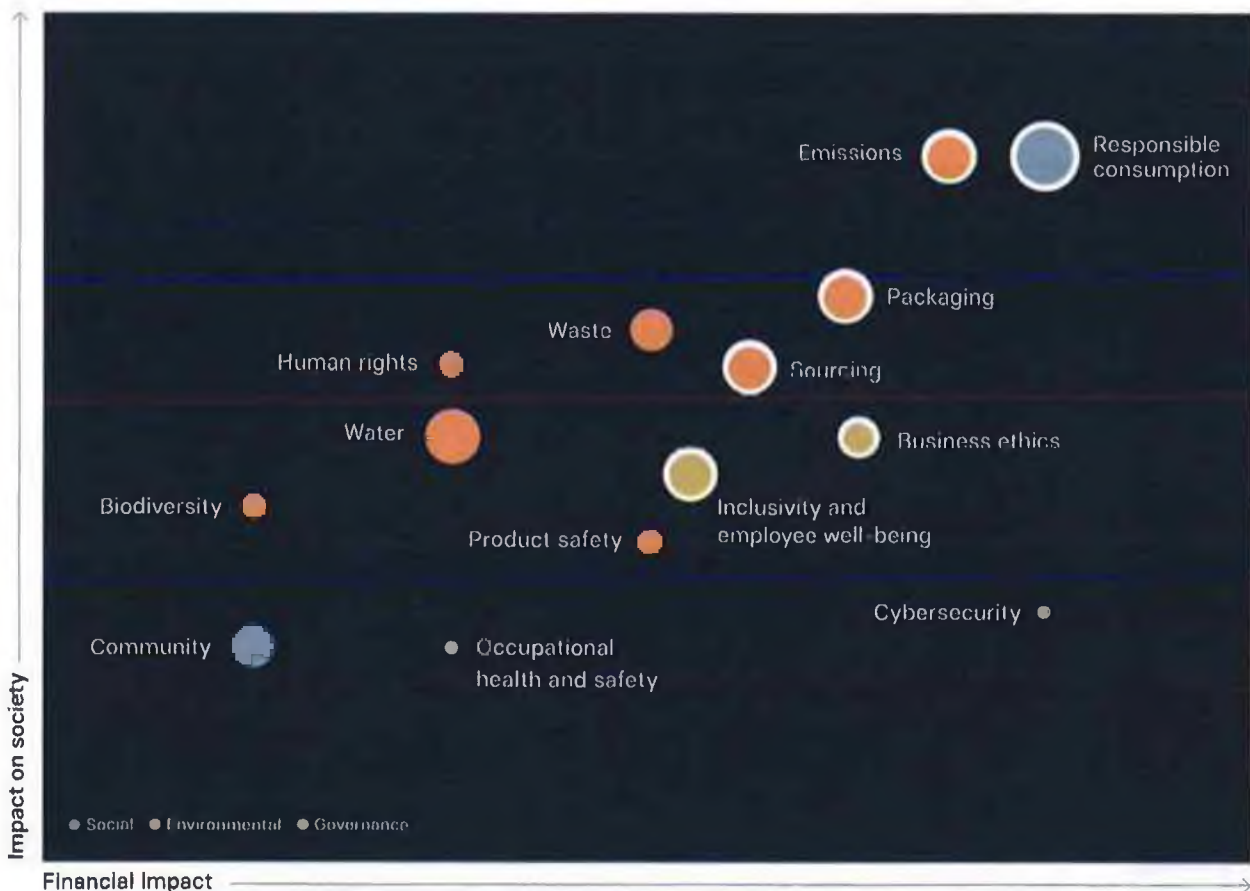 Emissions
Responsible
consumption
Packaging
Waste
Human rights
Sourcing
Water
Business ethics
Biodiversity
Inclusivity and
employee well-being
Product safety
Cybersecurity
Community
Occupational
health and safety
Impact on society
Social Environmental Governance
Financial Impact